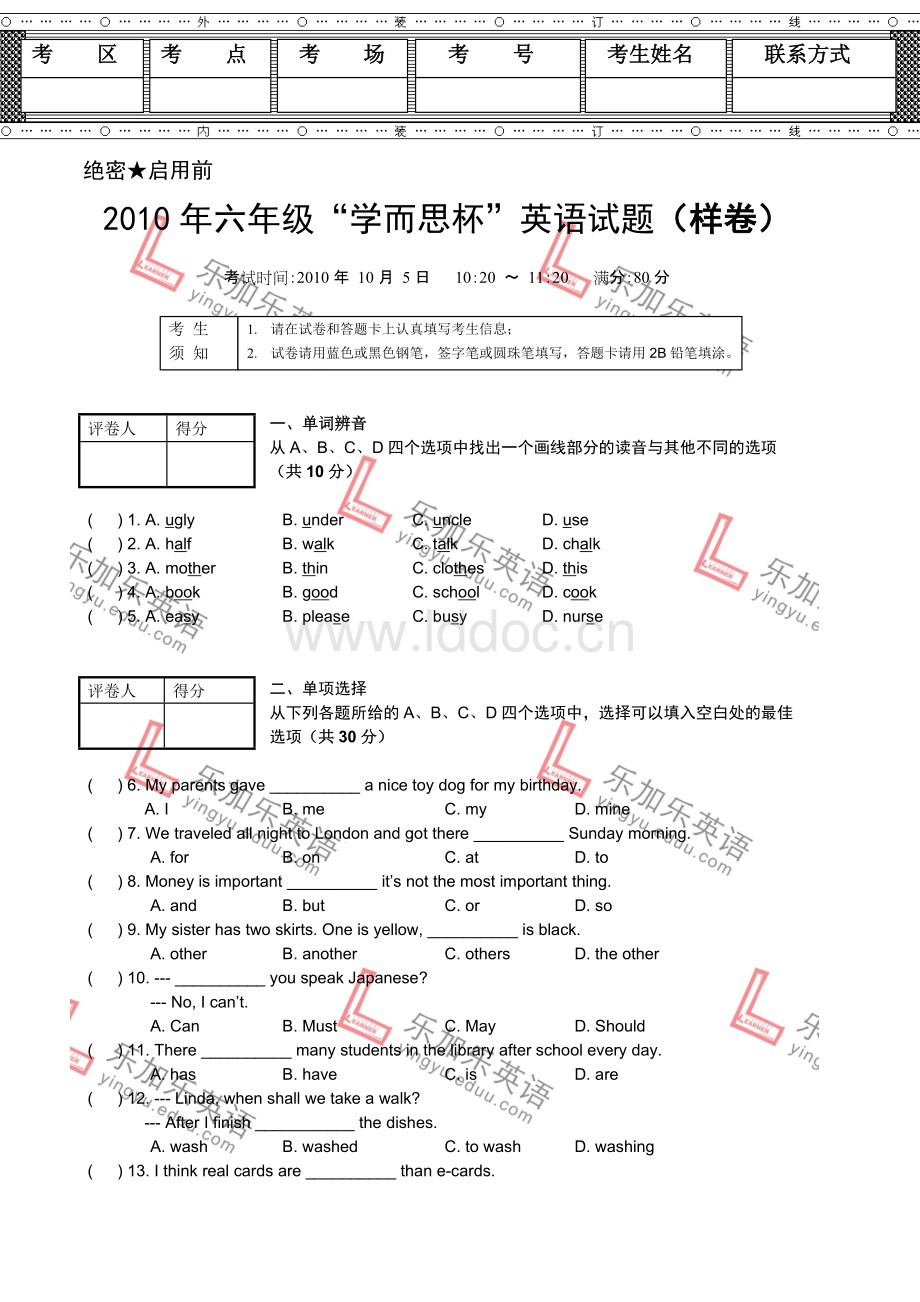 ○ … … … … ○ … … … … 外 … … … … ○ … … … … 装 … … … … ○ … … … … 订 … … … … ○ … … … … 线 … … … … ○ …
考 区 考 点 考 场 考 号 考生姓名 联系方式
○ … … … … ○ … … … … 内 … … … … ○ … … … … 装 … … … … ○ … … … … 订 … … … … ○ … … … … 线 … … … … ○ …
绝密★启用前
2010 年六年级“学而思杯”英语试题（样卷）
考试时间:2010 年 10 月 5 日 10:20 ～ 11:20 满分:80 分
考 生 须 知
1. 请在试卷和答题卡上认真填写考生信息；
2. 试卷请用蓝色或黑色钢笔，签字笔或圆珠笔填写，答题卡请用 2B 铅笔填涂。
评卷人 得分
一、单词辨音
从 A、B、C、D 四个选项中找出一个画线部分的读音与其他不同的选项
（共 10 分）
( ) 1. A. ugly B. under C. uncle D. use
( ) 2. A. half B. walk C. talk D. chalk
( ) 3. A. mother B. thin C. clothes D. this
( ) 4. A. book B. good C. school D. cook
( ) 5. A. easy B. please C. busy D. nurse
www.lddoc.cn
评卷人 得分
二、单项选择
从下列各题所给的 A、B、C、D 四个选项中，选择可以填入空白处的最佳
选项（共 30 分）
( ) 6. My parents gave __________ a nice toy dog for my birthday.
A. I B. me C. my D. mine
( ) 7. We traveled all night to London and got there __________ Sunday morning.
A. for B. on C. at D. to
( ) 8. Money is important __________ it’s not the most important thing.
A. and B. but C. or D. so
( ) 9. My sister has two skirts. One is yellow, __________ is black.
A. other B. another C. others D. the other
( ) 10. --- __________ you speak Japanese?
--- No, I can’t.
A. Can B. Must C. May D. Should
( ) 11. There __________ many students in the library after school every day.
A. has B. have C. is D. are
( ) 12. --- Linda, when shall we take a walk?
--- After I finish ___________ the dishes.
A. wash B. washed C. to wash D. washing
( ) 13. I think real cards are __________ than e-cards.
乐加乐英语
yingyu.eduu.com